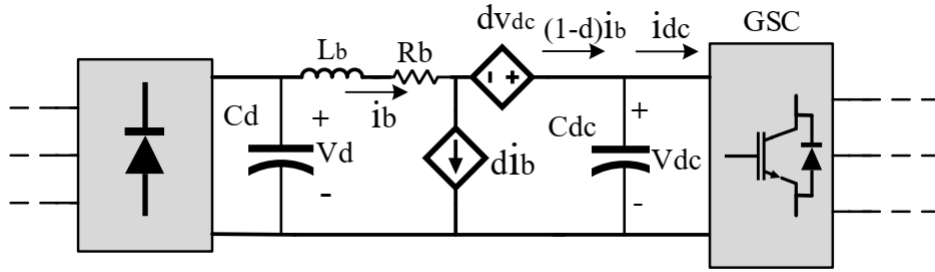 dvdc
(1-d)ib
idc
GSC
Lb
Rb
Cd
+
ib
Vd
-
- +
dib
Cdc
+
Vdc
-